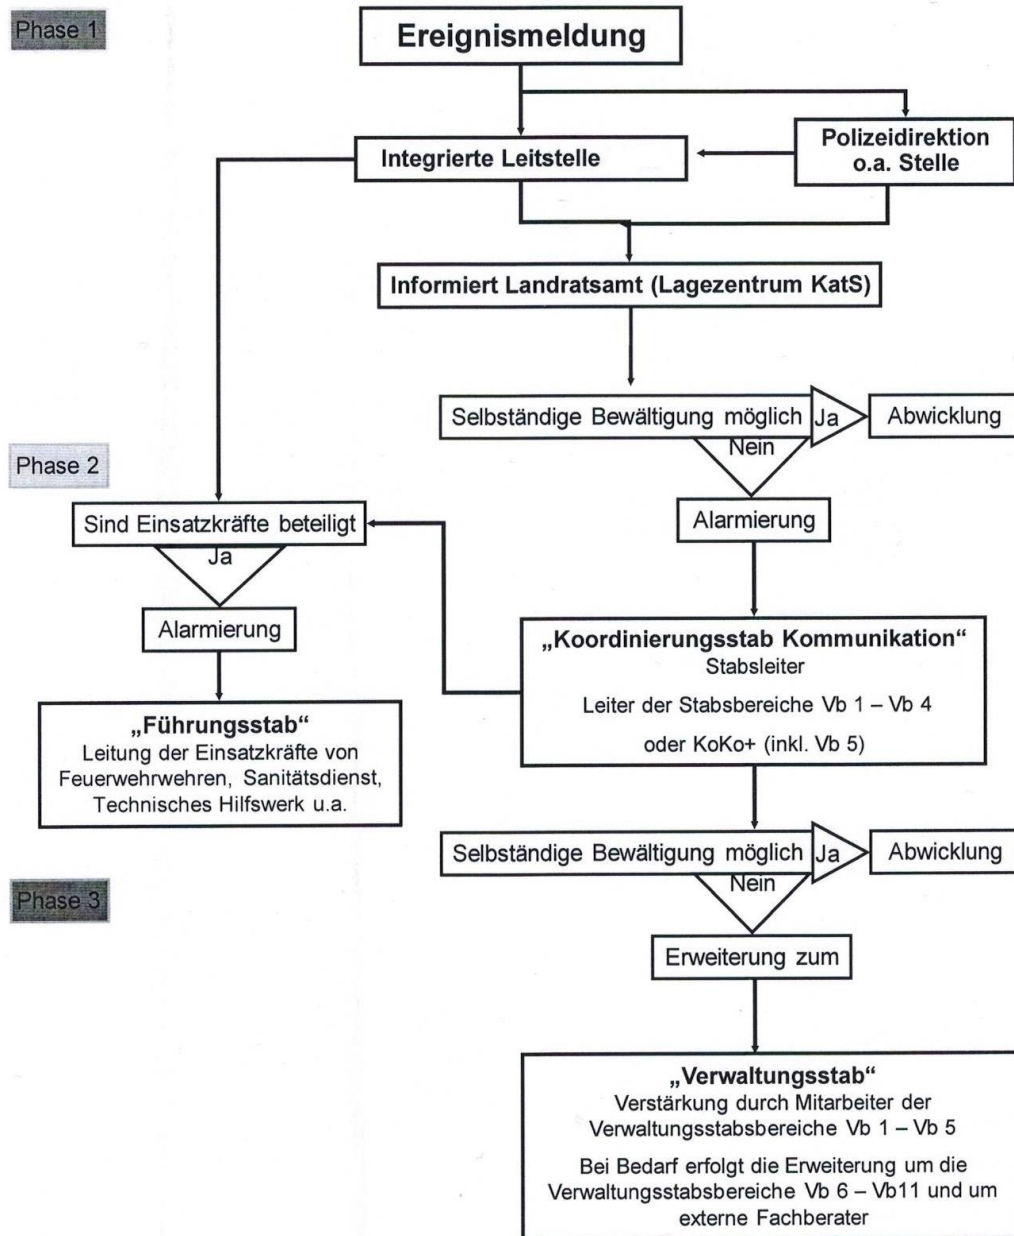 Phase 1
Ereignismeldung
Integrierte Leitstelle
Polizeidirektion
o.a. Stelle
Informiert Landratsamt (Lagezentrum KatS)
Selbständige Bewältigung möglich
Ja
Abwicklung
Nein
Phase 2
Alarmierung
Sind Einsatzkräfte beteiligt
Ja
Alarmierung
„Führungsstab“
Leitung der Einsatzkräfte von
Feuerwehrwehren, Sanitätsdienst,
Technisches Hilfswerk u.a.
„Koordinierungsstab Kommunikation“
Stabsleiter
Leiter der Stabsbereiche Vb 1 – Vb 4
oder KoKo+ (inkl. Vb 5)
Selbständige Bewältigung möglich
Ja
Abwicklung
Nein
Phase 3
Erweiterung zum
„Verwaltungsstab“
Verstärkung durch Mitarbeiter der
Verwaltungsstabsbereiche Vb 1 – Vb 5
Bei Bedarf erfolgt die Erweiterung um die
Verwaltungsstabsbereiche Vb 6 – Vb11 und um
externe Fachberater